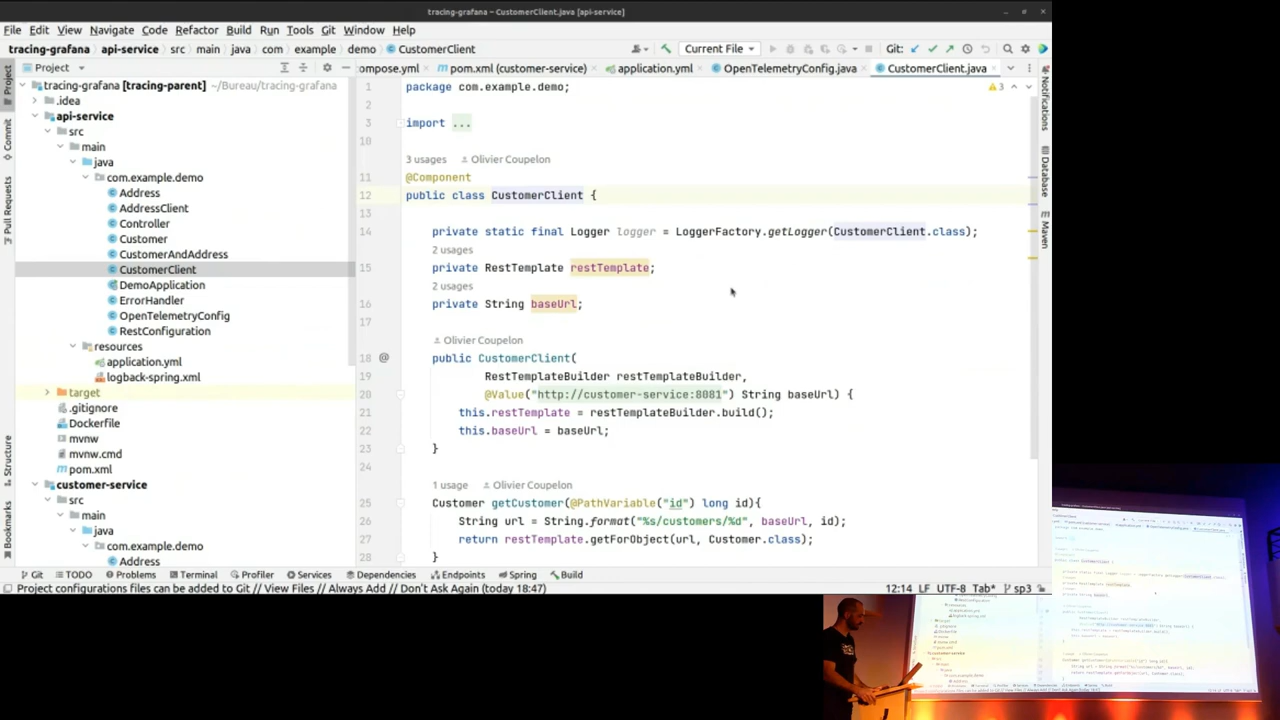 tracing-grafana – CustomerClient.java [api-service]
File Edit View Navigate Code Refactor Build Run Tools Git Window Help
tracing-grafana api-service src main java com example demo CustomerClient
Current File Git:
Project
ompose.yml pom.xml (customer-service) application.yml OpenTelemetryConfig.java CustomerClient.java
tracing-grafana [tracing-parent] ~/Bureau/tracing-grafana
.idea
api-service
src
main
java
com.example.demo
Address
AddressClient
Controller
Customer
CustomerAndAddress
CustomerClient
DemoApplication
ErrorHandler
OpenTelemetryConfig
RestConfiguration
resources
application.yml
logback-spring.xml
target
.gitignore
Dockerfile
mvnw
mvnw.cmd
pom.xml
customer-service
src
main
java
com.example.demo
Address
Project
Commit
Pull Requests
Structure
Bookmarks
1 package com.example.demo;
3
2
3 import ...
10
3 usages Olivier Coupelon
11 @Component
12 public class CustomerClient {
13
14 private static final Logger logger = LoggerFactory.getLogger(CustomerClient.class);
2 usages
15 private RestTemplate restTemplate;
2 usages
16 private String baseUrl;
17
Olivier Coupelon
18 @ public CustomerClient(
19 RestTemplateBuilder restTemplateBuilder,
20 @Value("http://customer-service:8081") String baseUrl) {
21 this.restTemplate = restTemplateBuilder.build();
22 this.baseUrl = baseUrl;
23 }
24
1 usage Olivier Coupelon
25 Customer getCustomer(@PathVariable("id") long id){
26 String url = String.format("%s/customers/%d", baseUrl, id);
27 return restTemplate.getForObject(url, Customer.class);
28 }
Notifications
Database
Maven
Git TODO Problems Terminal Profiler Services Dependencies Endpoints Spring Build
Project configurations files can be added to Git // View Files // Always Add // Don't Ask Again (today 18:47) 12:14 LF UTF-8 Tab* sp3